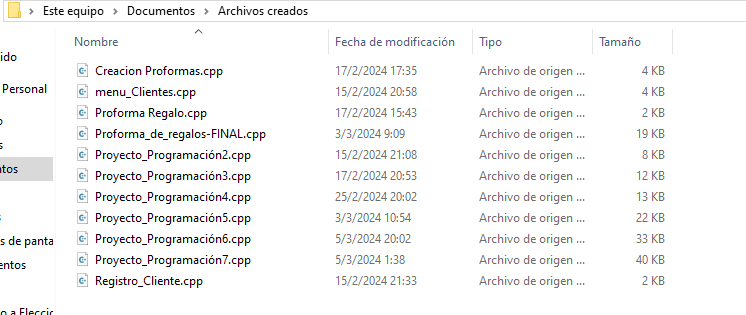 Este equipo > Documentos > Archivos creados
Nombre Fecha de modificación Tipo Tamaño
ido
Personal
o
s
ntos
s
s de panta
entos
o a Elecci
Creacion Proformas.cpp 17/2/2024 17:35 Archivo de origen ... 4 KB
menu_Clientes.cpp 15/2/2024 20:58 Archivo de origen ... 4 KB
Proforma Regalo.cpp 17/2/2024 15:43 Archivo de origen ... 2 KB
Proforma_de_regalos-FINAL.cpp 3/3/2024 9:09 Archivo de origen ... 19 KB
Proyecto_Programación2.cpp 15/2/2024 21:08 Archivo de origen ... 8 KB
Proyecto_Programación3.cpp 17/2/2024 20:53 Archivo de origen ... 12 KB
Proyecto_Programación4.cpp 25/2/2024 20:02 Archivo de origen ... 13 KB
Proyecto_Programación5.cpp 3/3/2024 10:54 Archivo de origen ... 22 KB
Proyecto_Programación6.cpp 5/3/2024 20:02 Archivo de origen ... 33 KB
Proyecto_Programación7.cpp 5/3/2024 1:38 Archivo de origen ... 40 KB
Registro_Cliente.cpp 15/2/2024 21:33 Archivo de origen ... 2 KB